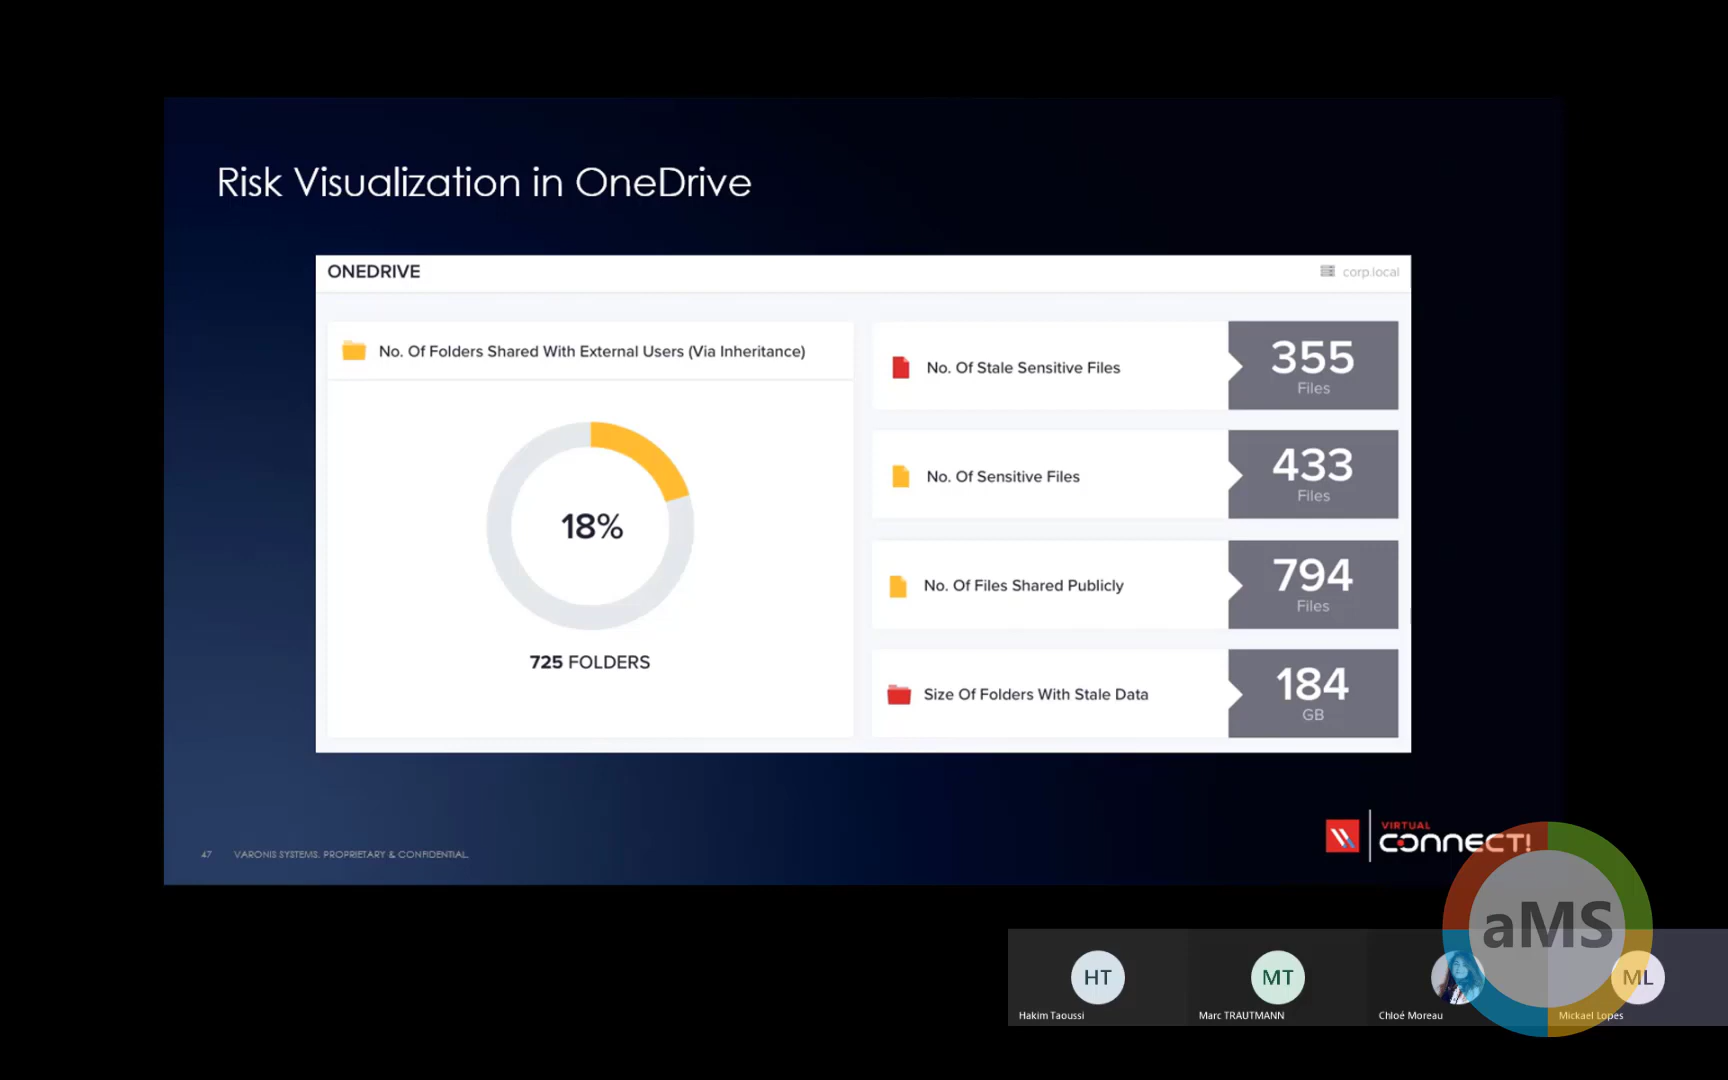 Risk Visualization in OneDrive
ONEDRIVE
corp.local
No. Of Folders Shared With External Users (Via Inheritance)
18%
725 FOLDERS
No. Of Stale Sensitive Files
355
Files
No. Of Sensitive Files
433
Files
No. Of Files Shared Publicly
794
Files
Size Of Folders With Stale Data
184
GB
47
VARONIS SYSTEMS. PROPRIETARY & CONFIDENTIAL.
VIRTUAL
CONNECT!
aMS
HT
MT
ML
Hakim Taoussi
Marc TRAUTMANN
Chloé Moreau
Mickael Lopes